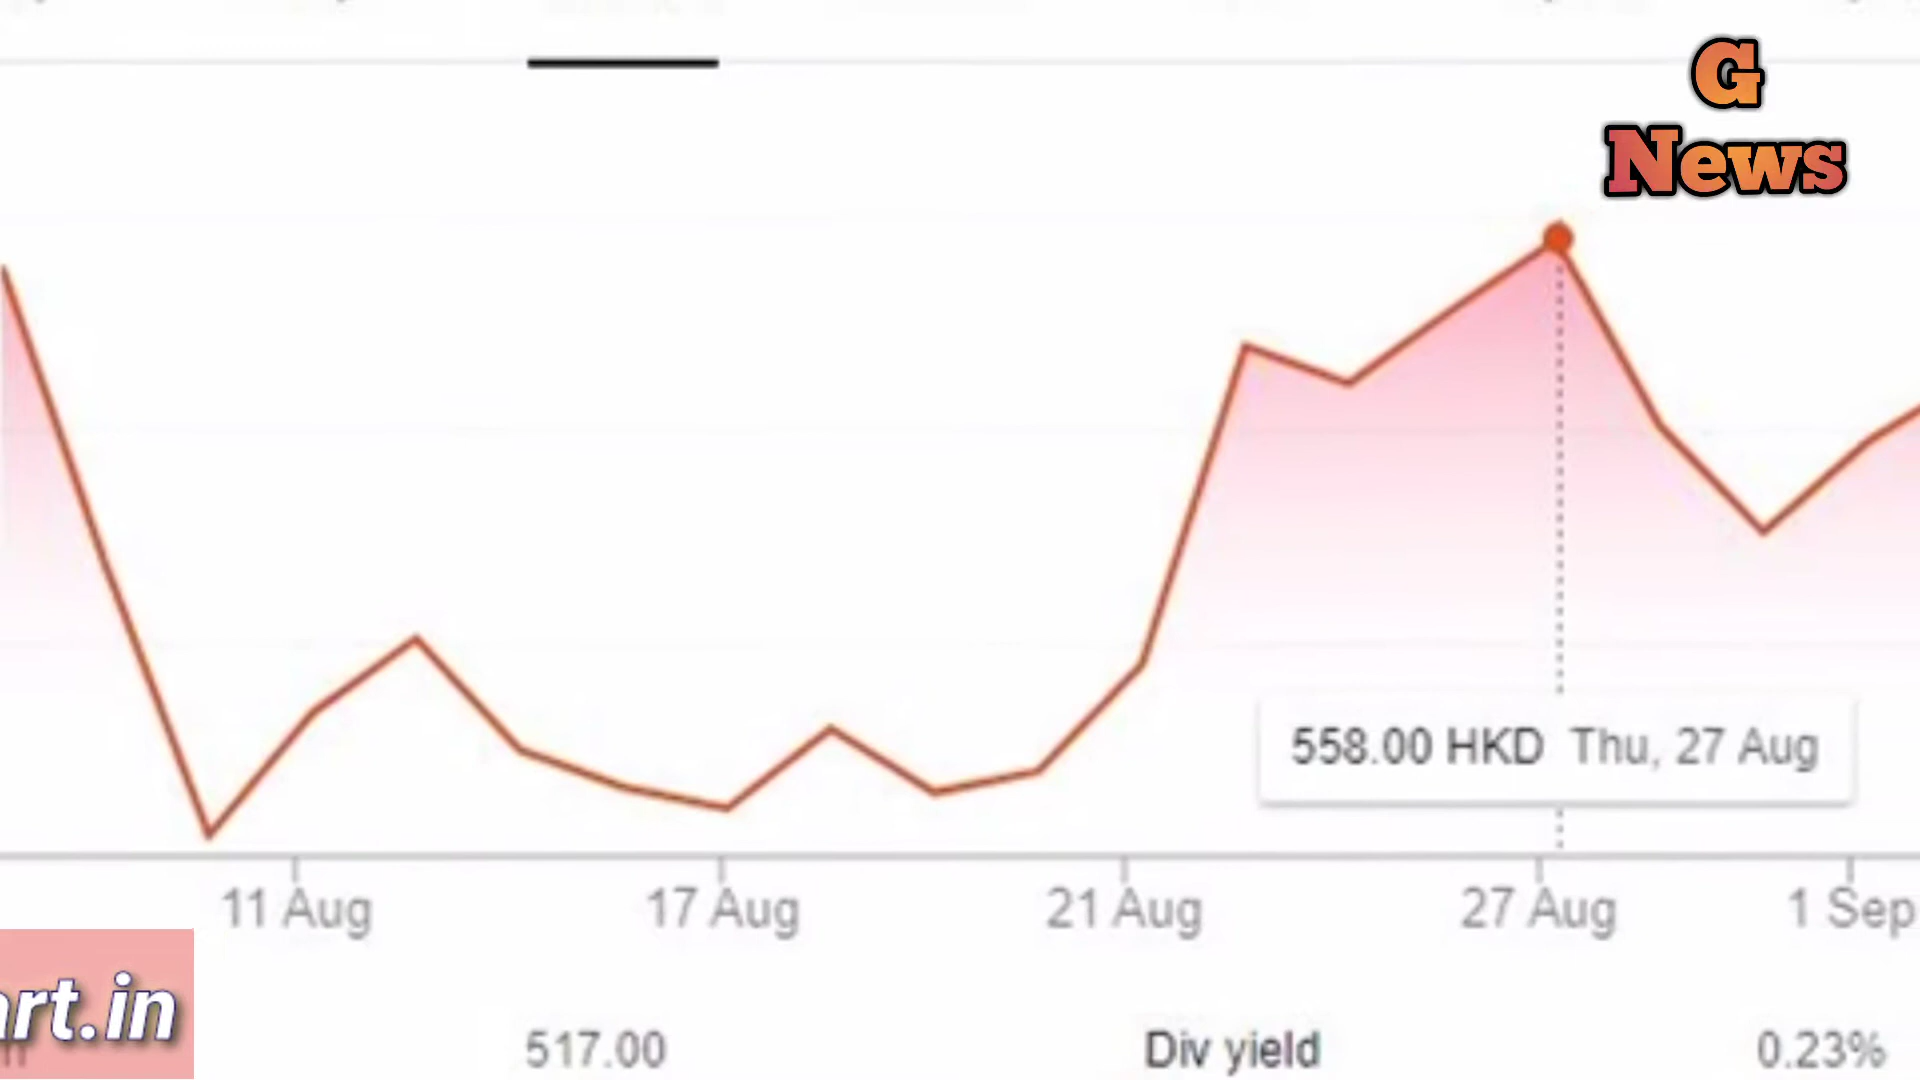 G
News
558.00 HKD Thu, 27 Aug
11 Aug 17 Aug 21 Aug 27 Aug 1 Sep
art.in
517.00 Div yield 0.23%